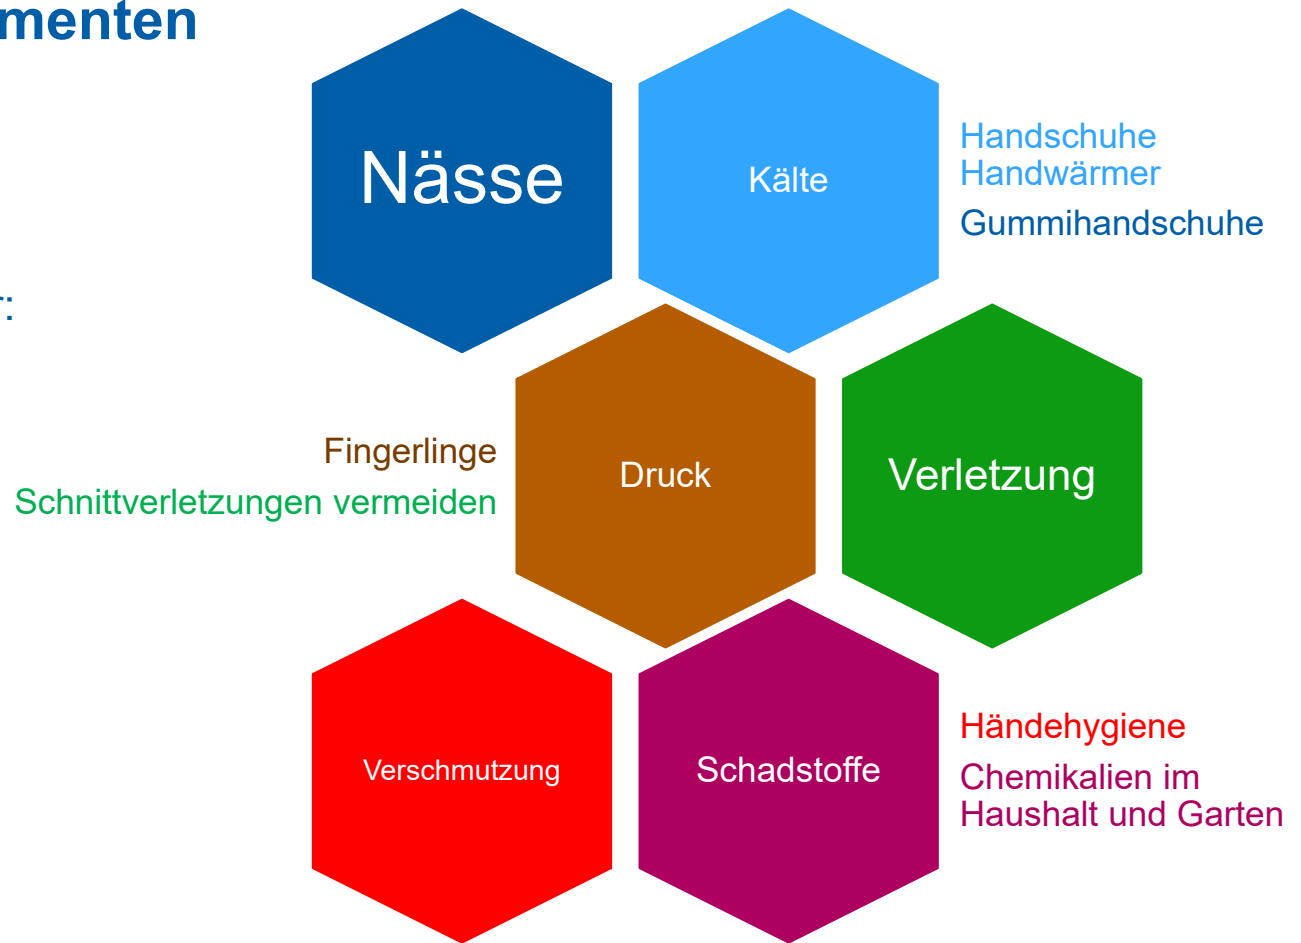 menten
Nässe
Kälte
Handschuhe
Handwärmer
Gummihandschuhe
:
Fingerlinge
Schnittverletzungen vermeiden
Druck
Verletzung
Verschmutzung
Schadstoffe
Händehygiene
Chemikalien im
Haushalt und Garten